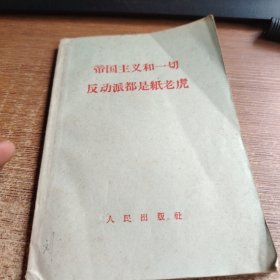 帝国主义和一切
反动派都是紙老虎
人民出版社